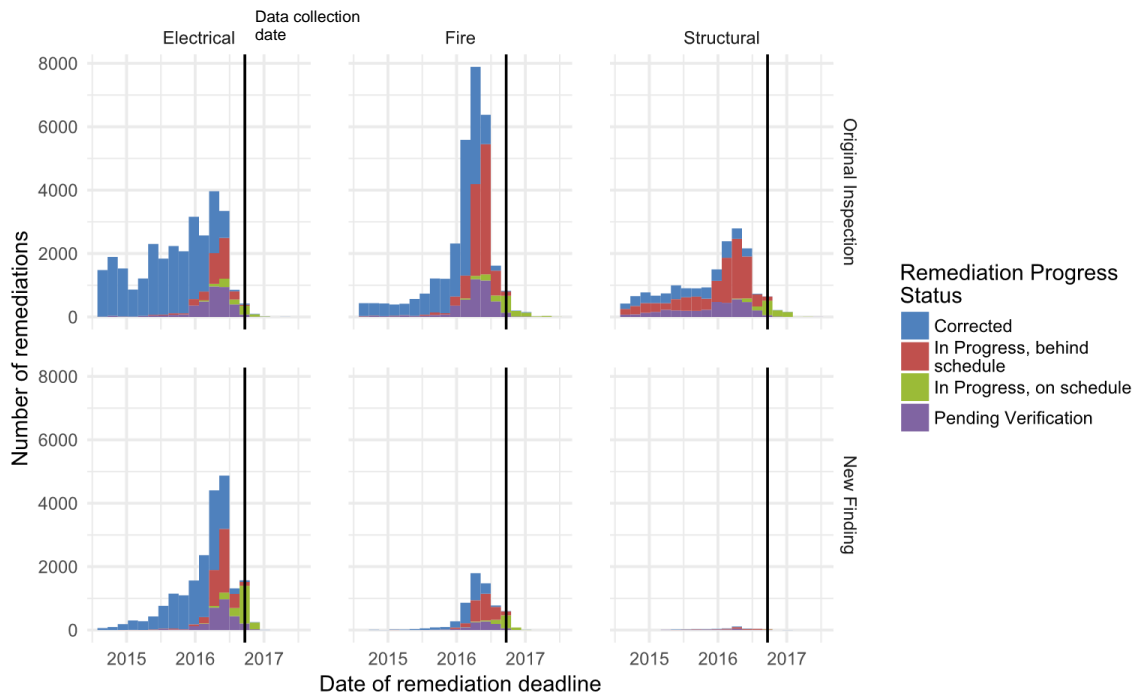 Data collection
date
Electrical
Fire
Structural
Number of remediations
8000
6000
4000
2000
0
Original Inspection
8000
6000
4000
2000
0
New Finding
2015
2016
2017
2015
2016
2017
2015
2016
2017
Date of remediation deadline
Remediation Progress
Status
Corrected
In Progress, behind
schedule
In Progress, on schedule
Pending Verification